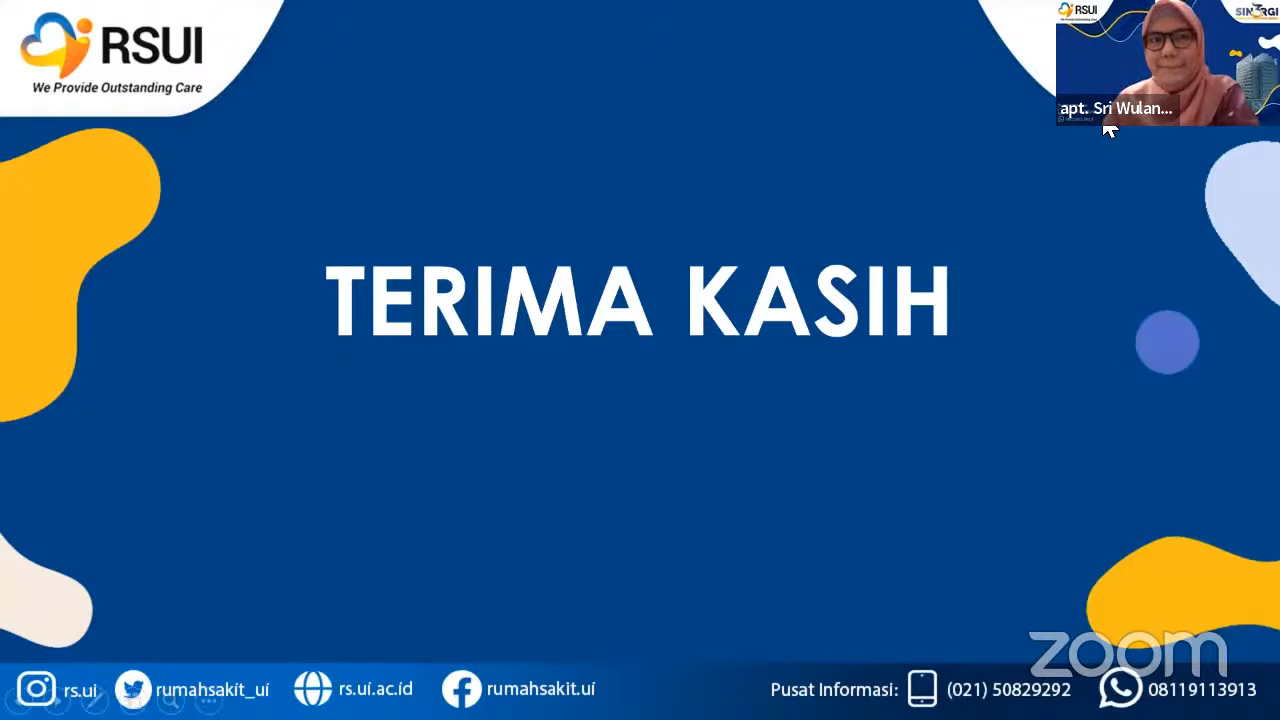 RSUI
We Provide Outstanding Care
RSUI
SINERGI
apt. Sri Wulan...
TERIMA KASIH
zoom
rs.ui
rumahsakit_ui
rs.ui.ac.id
rumahsakit.ui
Pusat Informasi:
(021) 50829292
08119113913